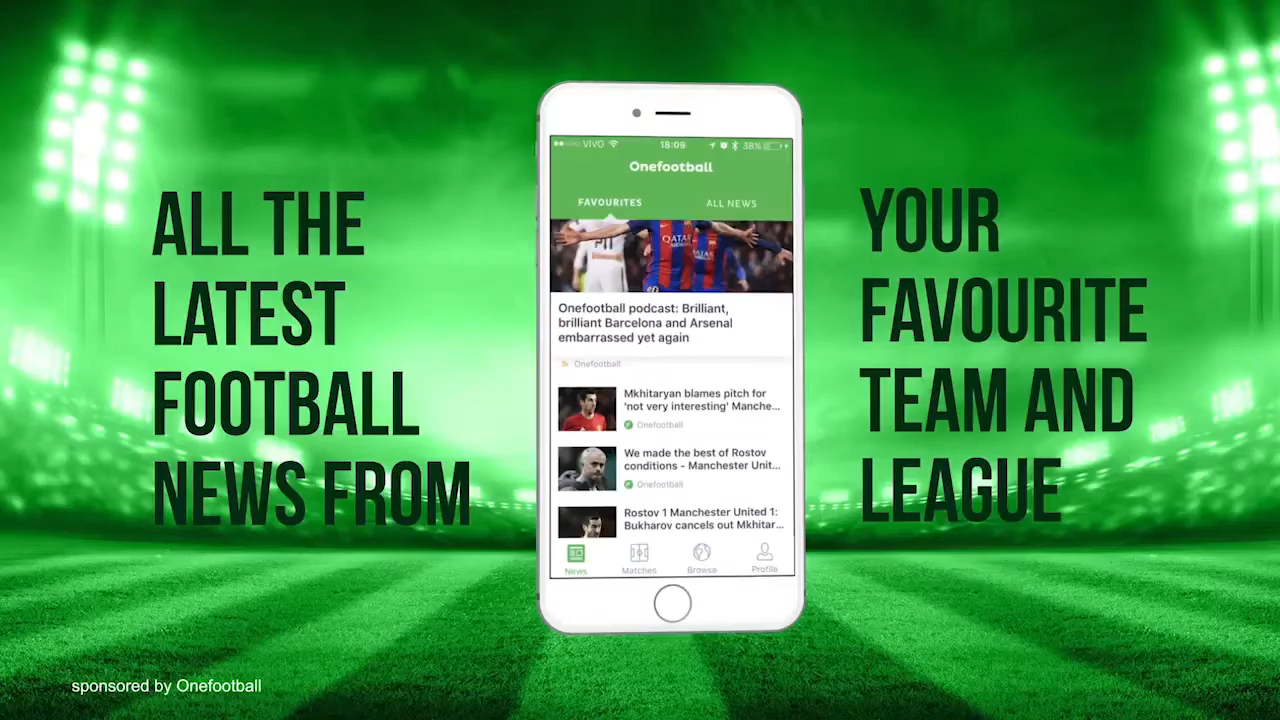 ALL THE
LATEST
FOOTBALL
NEWS FROM
VIVO 18:09 38%
Onefootball
FAVOURITES ALL NEWS
QATAR
Onefootball podcast: Brilliant,
brilliant Barcelona and Arsenal
embarrassed yet again
Onefootball
Mkhitaryan blames pitch for
'not very interesting' Manche...
Onefootball
We made the best of Rostov
conditions - Manchester Unit...
Onefootball
Rostov 1 Manchester United 1:
Bukharov cancels out Mkhitar...
News Matches Browse Profile
YOUR
FAVOURITE
TEAM AND
LEAGUE
sponsored by Onefootball